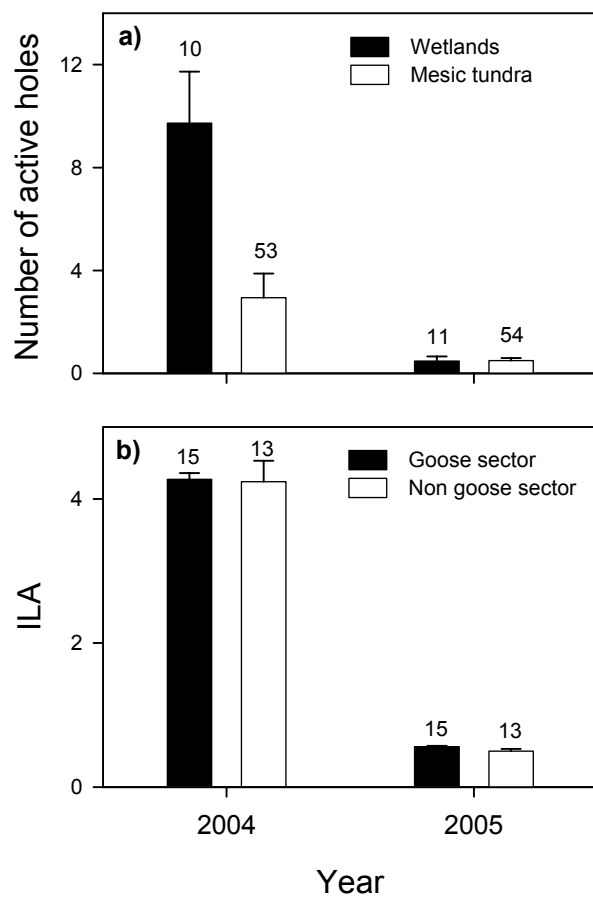 a)
10
Wetlands
Mesic tundra
12
8
53
4
11
54
0
Number of active holes
b)
15
13
Goose sector
Non goose sector
4
2
15
13
0
ILA
2004
2005
Year